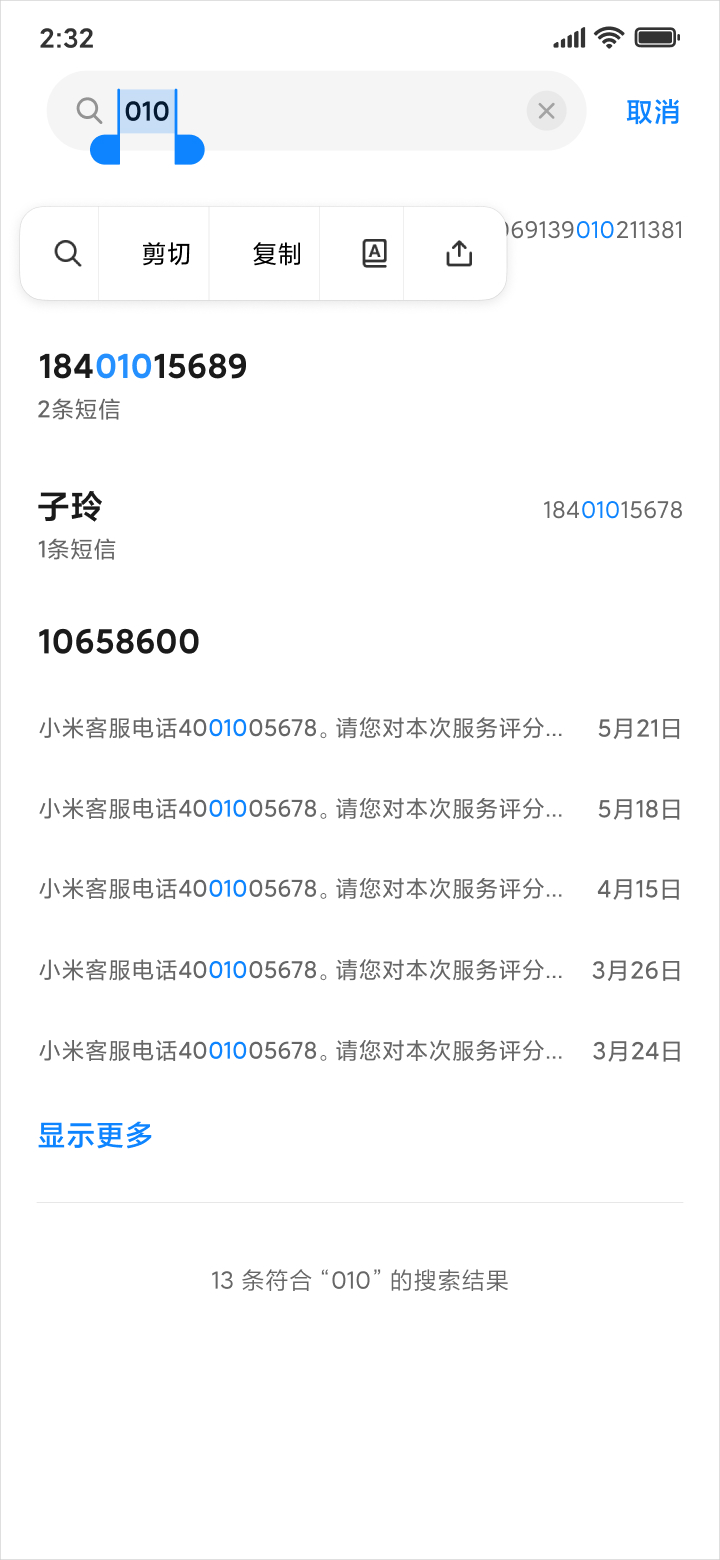 2:32
010
取消
剪切 复制
69139010211381
18401015689
2条短信
子玲 18401015678
1条短信
10658600
小米客服电话4001005678。请您对本次服务评分... 5月21日
小米客服电话4001005678。请您对本次服务评分... 5月18日
小米客服电话4001005678。请您对本次服务评分... 4月15日
小米客服电话4001005678。请您对本次服务评分... 3月26日
小米客服电话4001005678。请您对本次服务评分... 3月24日
显示更多
13 条符合 “010” 的搜索结果